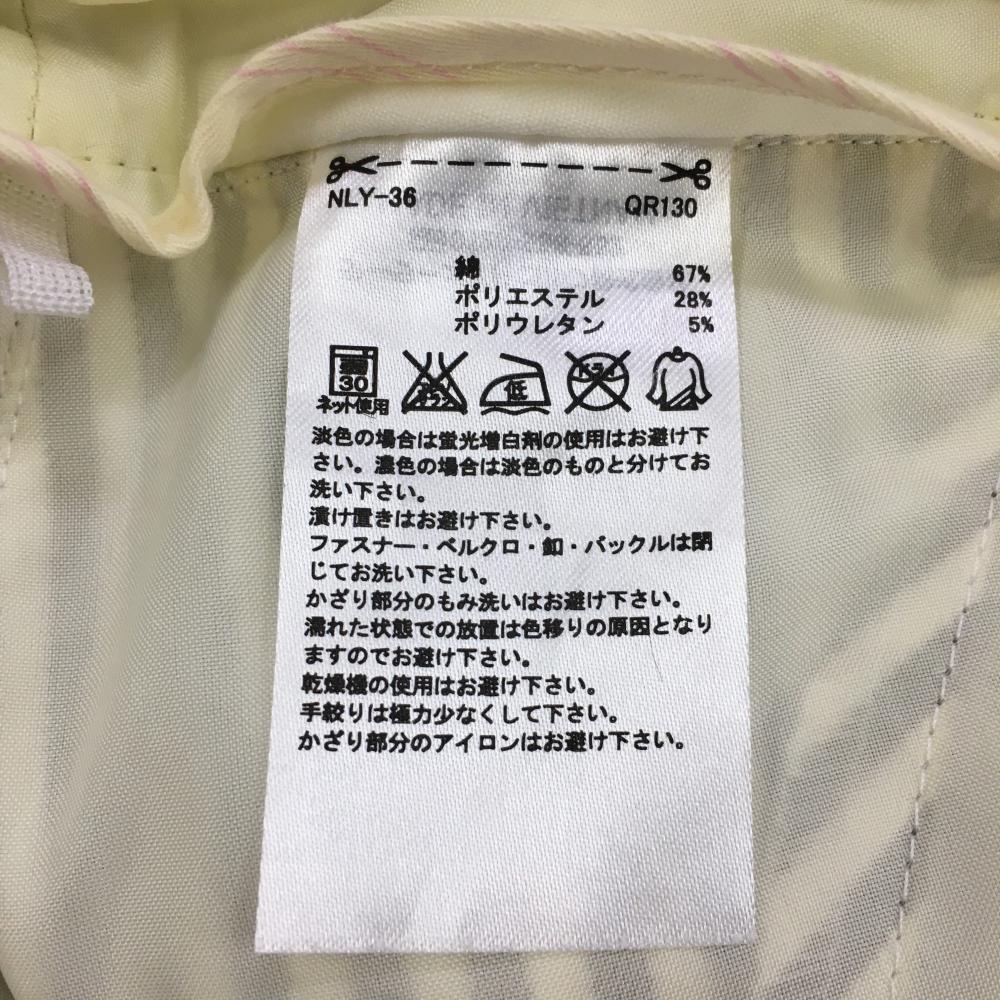 NLY-36 QR130
綿 67%
ポリエステル 28%
ポリウレタン 5%
30
ネット使用
低
ドライ
淡色の場合は蛍光増白剤の使用はお避け下
さい。濃色の場合は淡色のものと分けてお
洗い下さい。
漬け置きはお避け下さい。
ファスナー・ベルクロ・釦・バックルは閉
じてお洗い下さい。
かざり部分のもみ洗いはお避け下さい。
濡れた状態での放置は色移りの原因となり
ますのでお避け下さい。
乾燥機の使用はお避け下さい。
手絞りは極力少なくして下さい。
かざり部分のアイロンはお避け下さい。